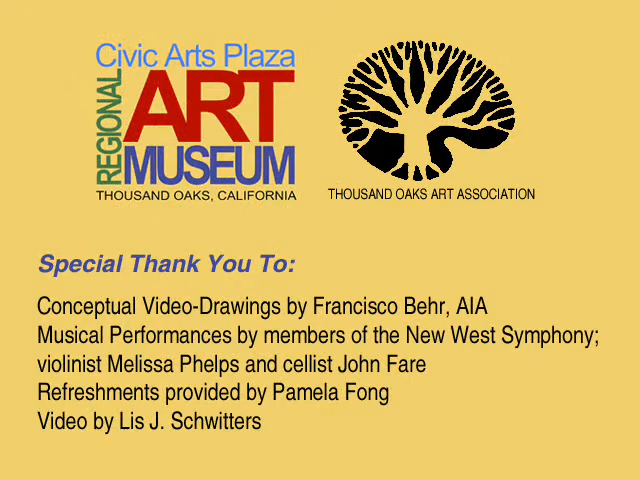 Civic Arts Plaza
REGIONAL
ART
MUSEUM
THOUSAND OAKS, CALIFORNIA
THOUSAND OAKS ART ASSOCIATION
Special Thank You To:
Conceptual Video-Drawings by Francisco Behr, AIA
Musical Performances by members of the New West Symphony;
violinist Melissa Phelps and cellist John Fare
Refreshments provided by Pamela Fong
Video by Lis J. Schwitters